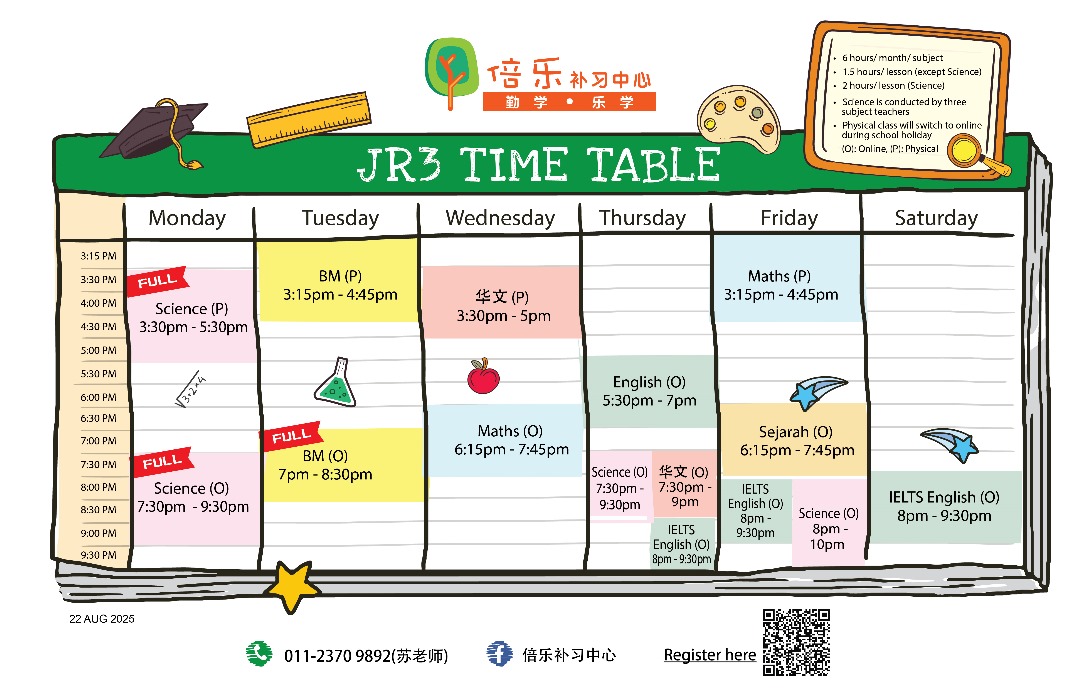 倍乐补习中心
勤学•乐学
• 6 hours/ month/ subject
• 1.5 hours/ lesson (except Science)
• 2 hours/ lesson (Science)
• Science is conducted by three
subject teachers
• Physical class will switch to online
during school holiday
(O): Online, (P): Physical
JR3 TIME TABLE
Monday
Tuesday
Wednesday
Thursday
Friday
Saturday
3:15 PM
3:30 PM
4:00 PM
4:30 PM
5:00 PM
5:30 PM
6:00 PM
6:30 PM
7:00 PM
7:30 PM
8:00 PM
8:30 PM
9:00 PM
9:30 PM
FULL
Science (P)
3:30pm - 5:30pm
3·2×4
FULL
Science (O)
7:30pm - 9:30pm
BM (P)
3:15pm - 4:45pm
FULL
BM (O)
7pm - 8:30pm
华文 (P)
3:30pm - 5pm
Maths (O)
6:15pm - 7:45pm
English (O)
5:30pm - 7pm
Science (O)
7:30pm -
9:30pm
华文 (O)
7:30pm -
9pm
IELTS
English (O)
8pm - 9:30pm
Maths (P)
3:15pm - 4:45pm
Sejarah (O)
6:15pm - 7:45pm
IELTS
English (O)
8pm -
9:30pm
Science (O)
8pm -
10pm
IELTS English (O)
8pm - 9:30pm
22 AUG 2025
011-2370 9892(苏老师)
倍乐补习中心
Register here